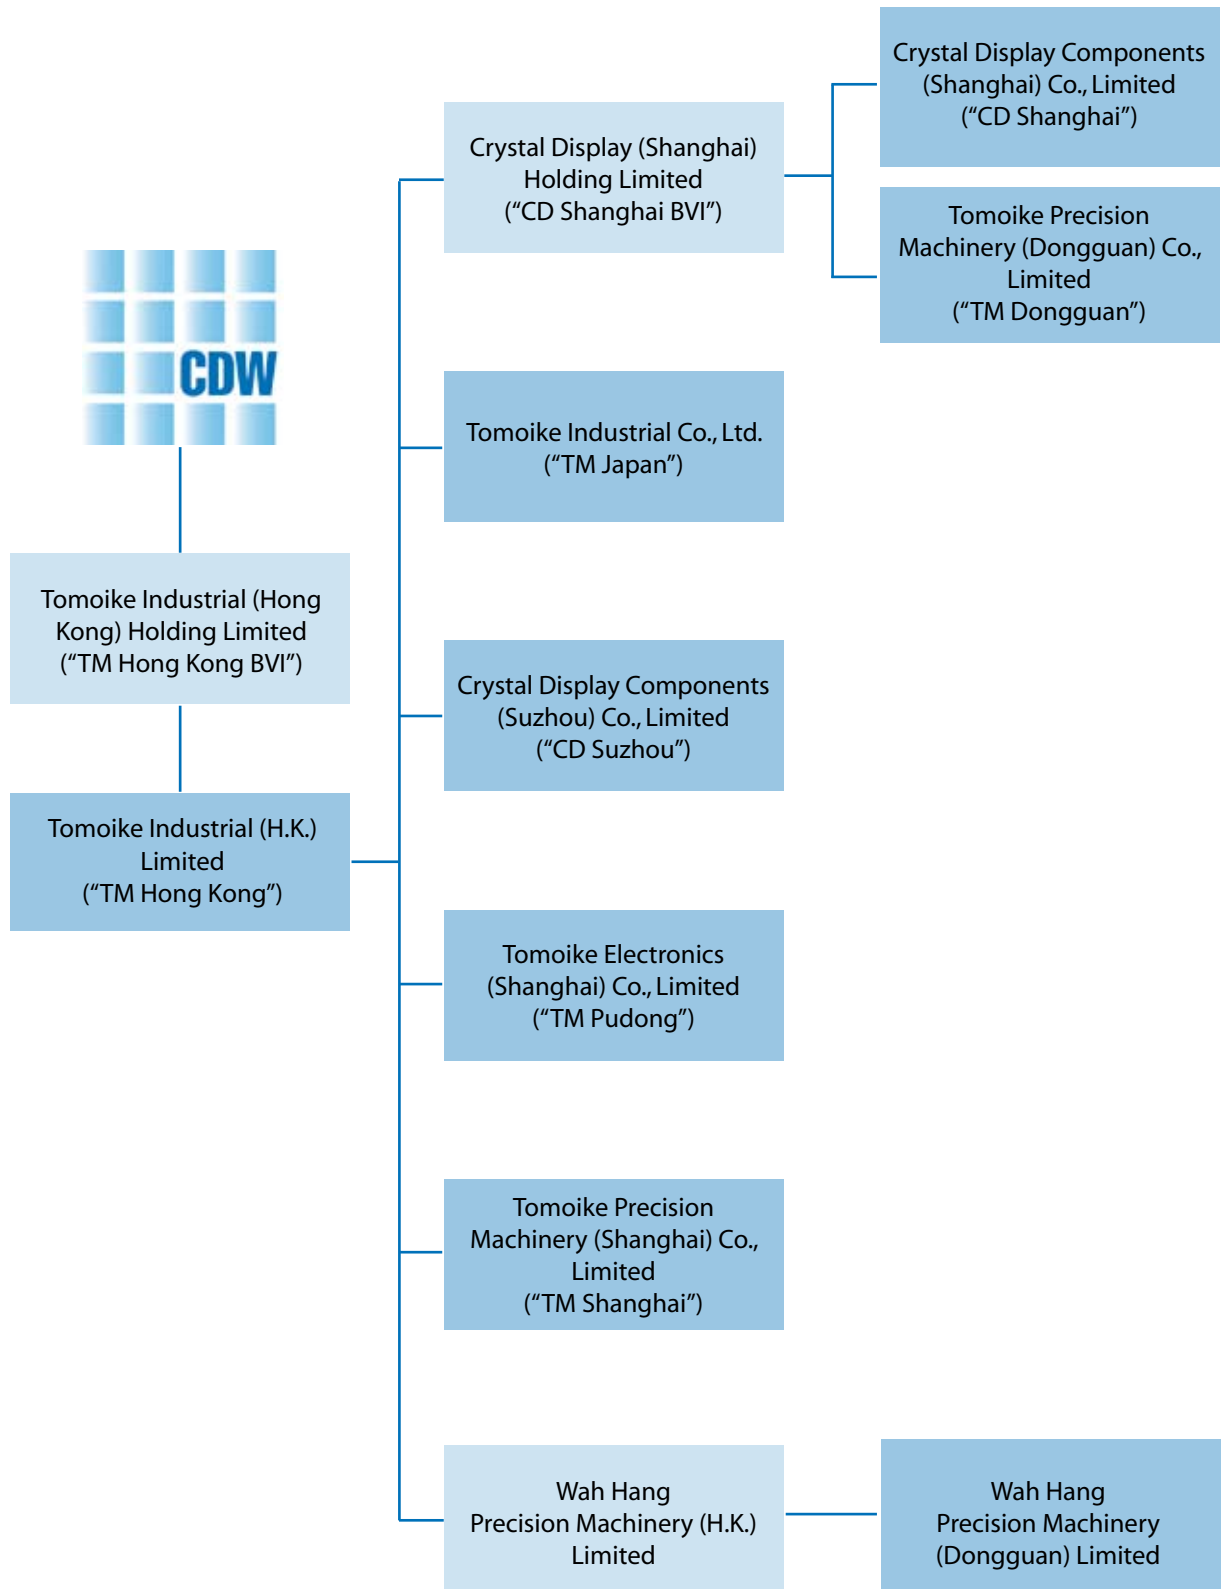 CDW
Tomoike Industrial (Hong
Kong) Holding Limited
(“TM Hong Kong BVI”)
Tomoike Industrial (H.K.)
Limited
(“TM Hong Kong”)
Crystal Display (Shanghai)
Holding Limited
(“CD Shanghai BVI”)
Tomoike Industrial Co., Ltd.
(“TM Japan”)
Crystal Display Components
(Suzhou) Co., Limited
(“CD Suzhou”)
Tomoike Electronics
(Shanghai) Co., Limited
(“TM Pudong”)
Tomoike Precision
Machinery (Shanghai) Co.,
Limited
(“TM Shanghai”)
Wah Hang
Precision Machinery (H.K.)
Limited
Crystal Display Components
(Shanghai) Co., Limited
(“CD Shanghai”)
Tomoike Precision
Machinery (Dongguan) Co.,
Limited
(“TM Dongguan”)
Wah Hang
Precision Machinery
(Dongguan) Limited